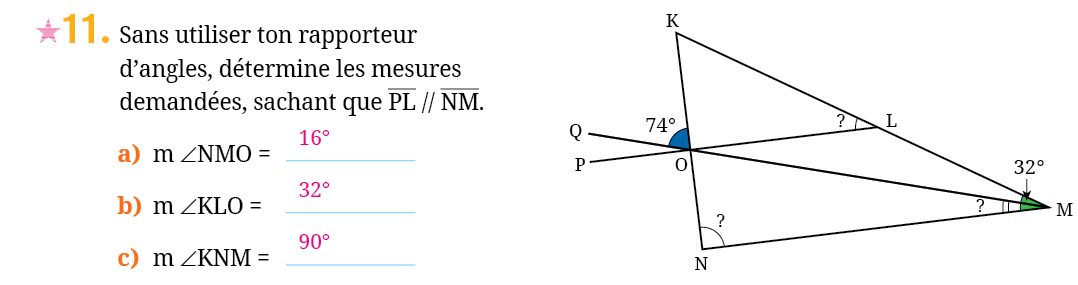 11. Sans utiliser ton rapporteur
d’angles, détermine les mesures
demandées, sachant que PL // NM.
a) m ∠NMO = 16°
b) m ∠KLO = 32°
c) m ∠KNM = 90°
K
74°
? L
Q
P
O
32°
?
M
?
N